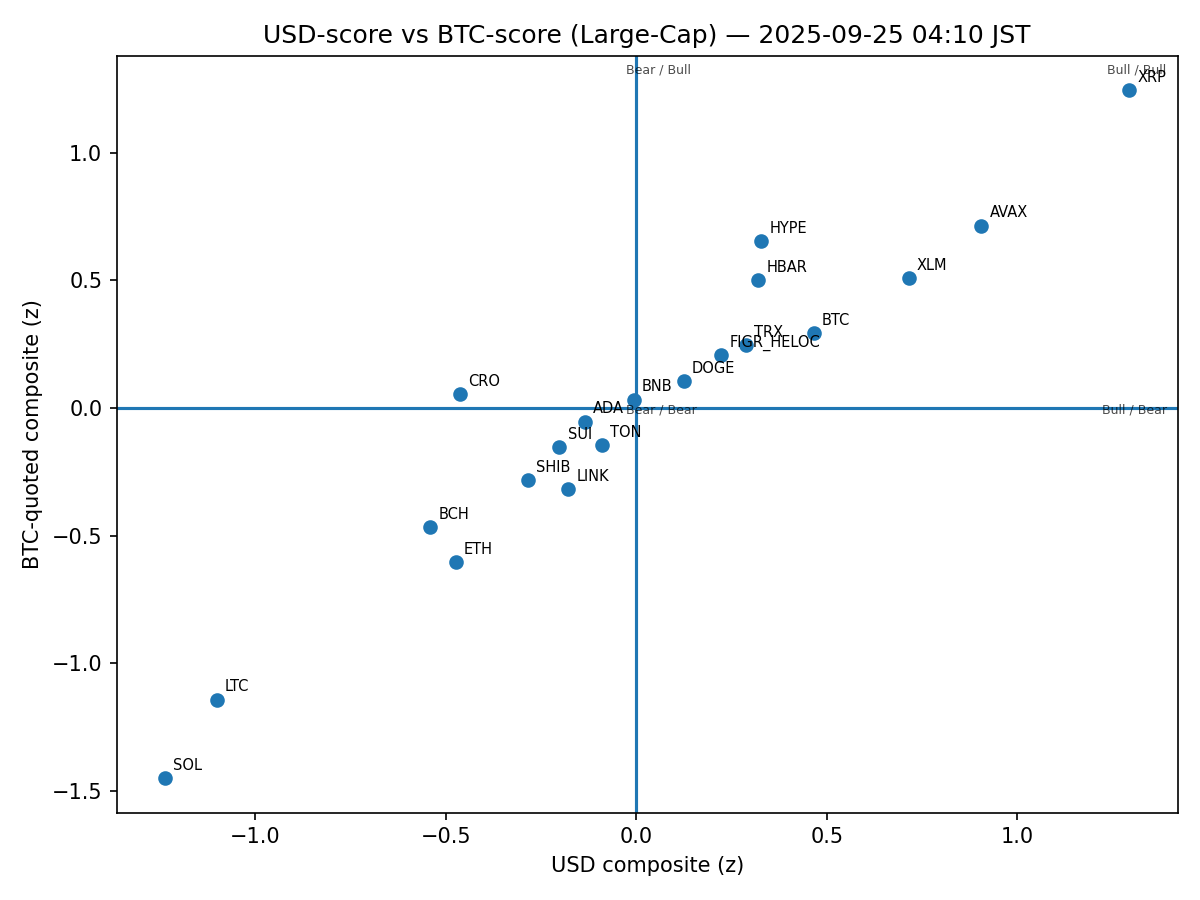 USD-score vs BTC-score (Large-Cap) — 2025-09-25 04:10 JST
Bear / Bull
Bull / Bull
XRP
1.0
AVAX
HYPE
XLM
HBAR
0.5
BTC
TRX
FIGR_HELOC
DOGE
BNB
CRO
0.0
ADA
Bear / Bear
Bull / Bear
TON
SUI
SHIB
LINK
BCH
−0.5
ETH
−1.0
LTC
SOL
−1.5
BTC-quoted composite (z)
−1.0
−0.5
0.0
0.5
1.0
USD composite (z)